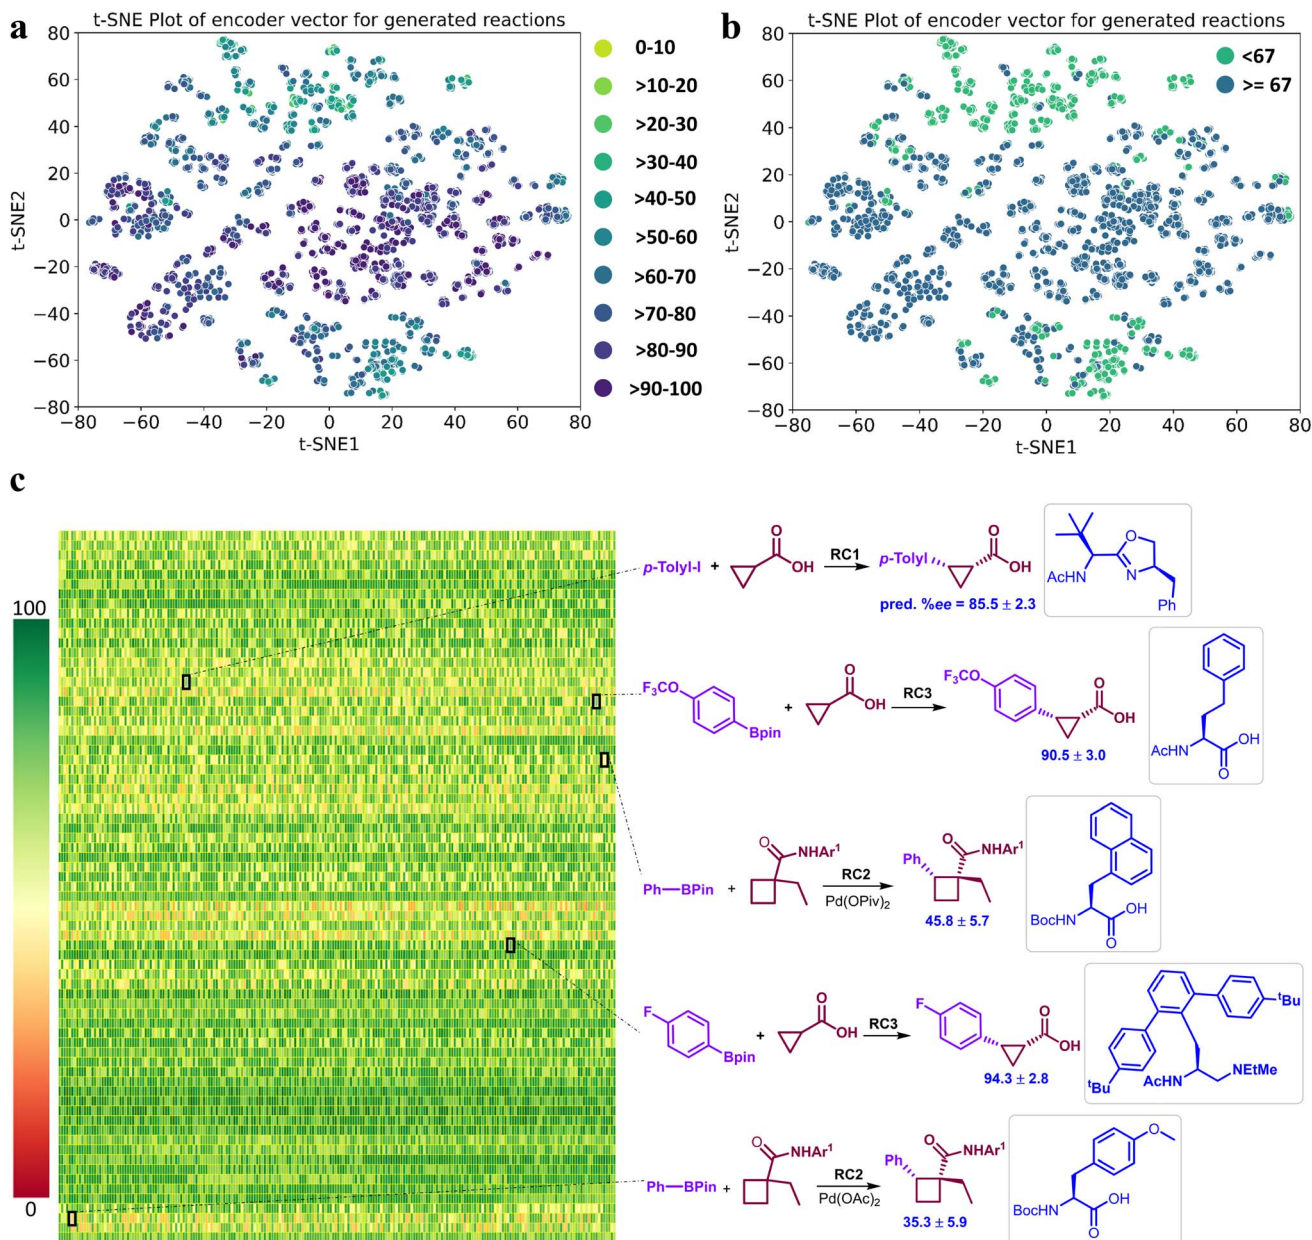 a
t-SNE Plot of encoder vector for generated reactions
80
60
40
20
0
−20
−40
−60
−80
t-SNE2
−80 −60 −40 −20 0 20 40 60 80
t-SNE1
0-10
>10-20
>20-30
>30-40
>40-50
>50-60
>60-70
>70-80
>80-90
>90-100
b
t-SNE Plot of encoder vector for generated reactions
80
60
40
20
0
−20
−40
−60
−80
t-SNE2
−80 −60 −40 −20 0 20 40 60 80
t-SNE1
<67
>= 67
c
100
0
p-Tolyl-I + O OH RC1 p-Tolyl O OH
pred. %ee = 85.5 ± 2.3
O N AcHN Ph
F₃CO Bpin + O OH RC3 F₃CO O OH
90.5 ± 3.0
AcHN OH O
Ph—BPin + O NHAr¹ RC2 Ph O NHAr¹
Pd(OPiv)₂
45.8 ± 5.7
BocHN OH O
F Bpin + O OH RC3 F O OH
94.3 ± 2.8
ᵗBu ᵗBu AcHN NEtMe
Ph—BPin + O NHAr¹ RC2 Ph O NHAr¹
Pd(OAc)₂
35.3 ± 5.9
O BocHN OH O